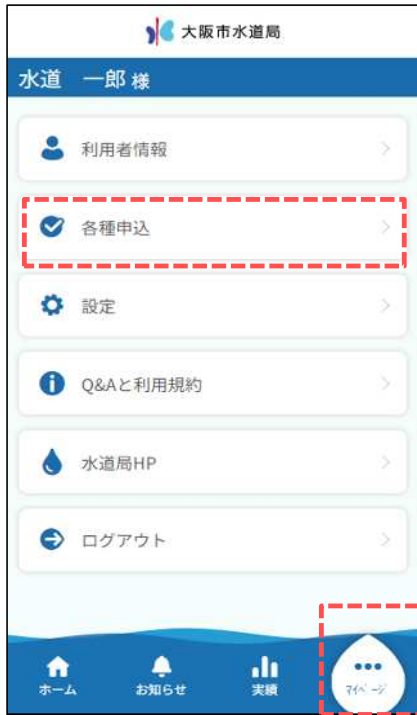 大阪市水道局
水道　一郎 様
利用者情報
各種申込
設定
Q&Aと利用規約
水道局HP
ログアウト
ホーム
お知らせ
実績
マイページ